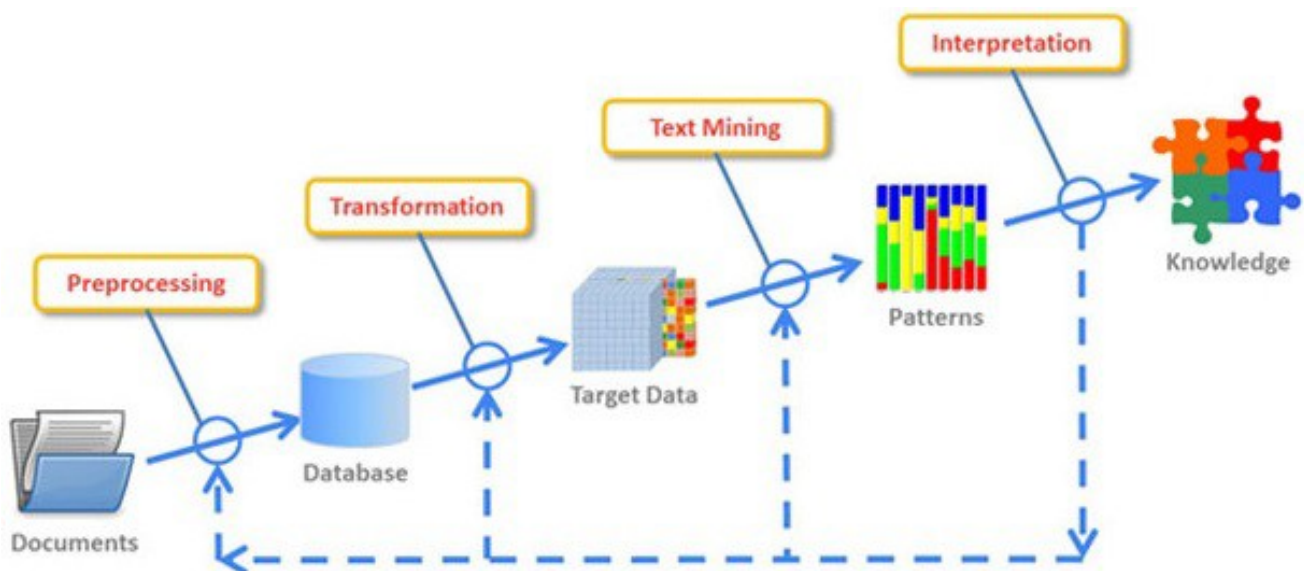 Interpretation
Text Mining
Transformation
Preprocessing
Knowledge
Patterns
Target Data
Database
Documents